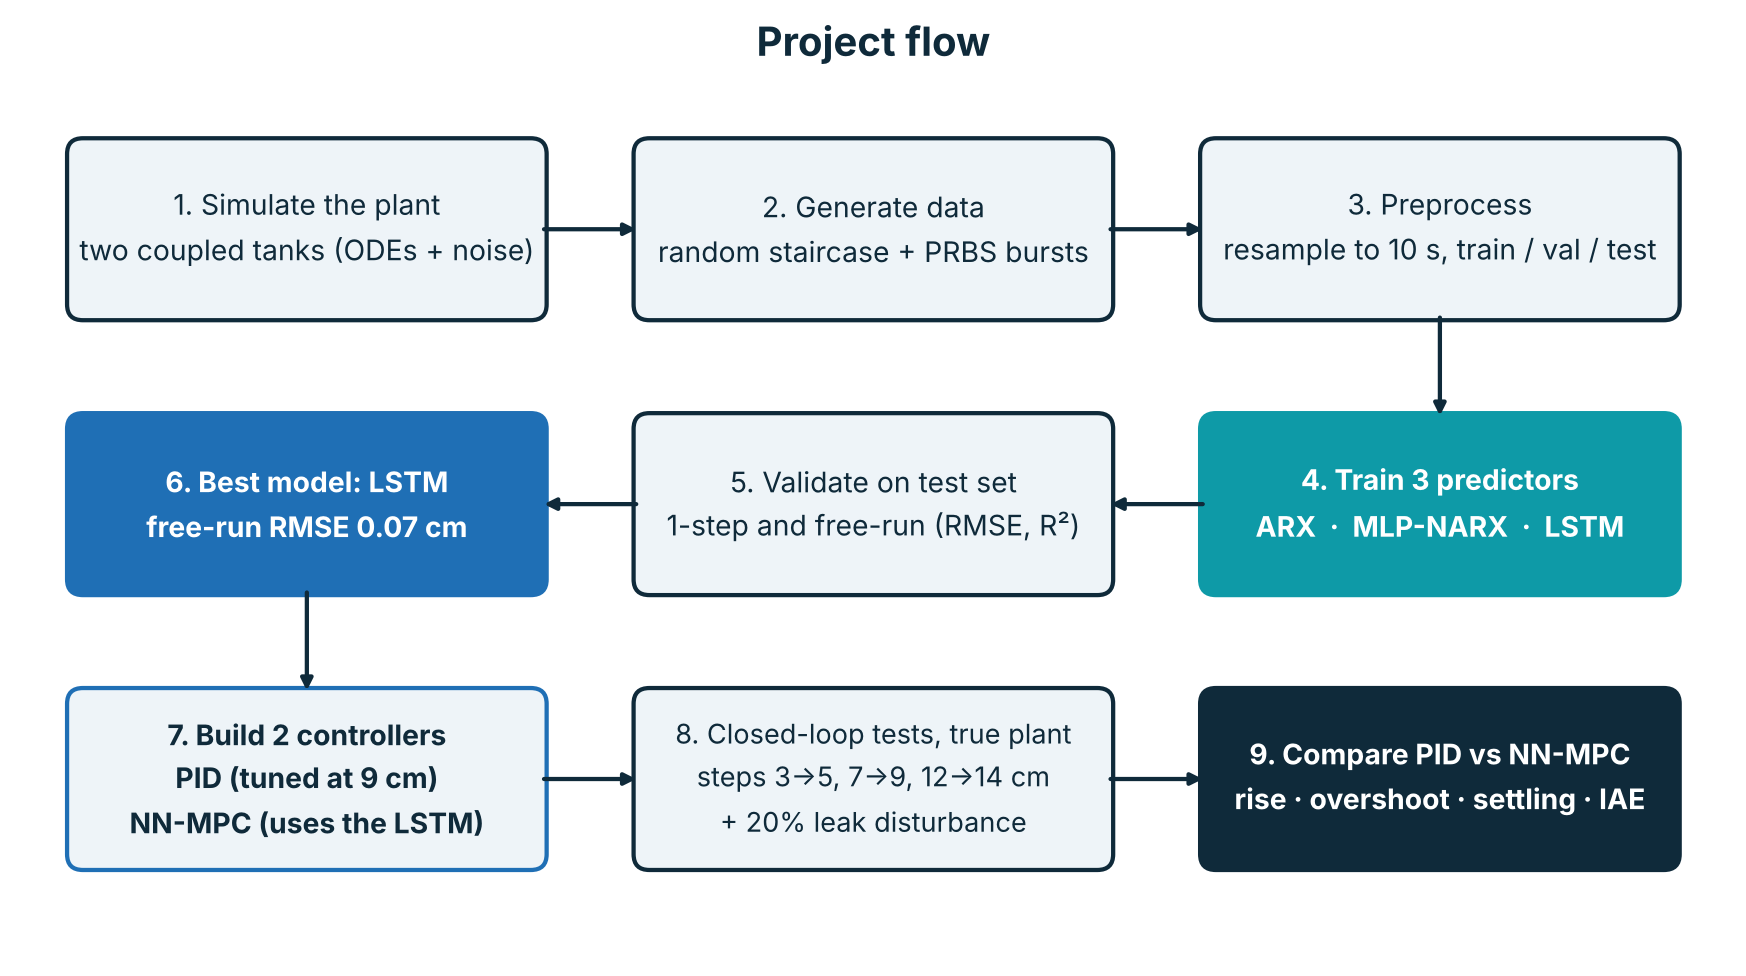 Project flow
1. Simulate the plant
two coupled tanks (ODEs + noise)
2. Generate data
random staircase + PRBS bursts
3. Preprocess
resample to 10 s, train / val / test
4. Train 3 predictors
ARX · MLP-NARX · LSTM
5. Validate on test set
1-step and free-run (RMSE, R²)
6. Best model: LSTM
free-run RMSE 0.07 cm
7. Build 2 controllers
PID (tuned at 9 cm)
NN-MPC (uses the LSTM)
8. Closed-loop tests, true plant
steps 3→5, 7→9, 12→14 cm
+ 20% leak disturbance
9. Compare PID vs NN-MPC
rise · overshoot · settling · IAE